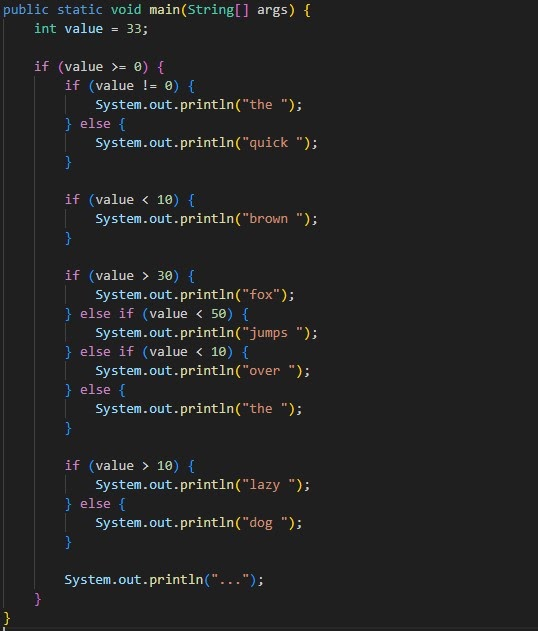 public static void main(String[] args) {
    int value = 33;

    if (value >= 0) {
        if (value != 0) {
            System.out.println("the ");
        } else {
            System.out.println("quick ");
        }

        if (value < 10) {
            System.out.println("brown ");
        }

        if (value > 30) {
            System.out.println("fox");
        } else if (value < 50) {
            System.out.println("jumps ");
        } else if (value < 10) {
            System.out.println("over ");
        } else {
            System.out.println("the ");
        }

        if (value > 10) {
            System.out.println("lazy ");
        } else {
            System.out.println("dog ");
        }

        System.out.println("...");
    }
}